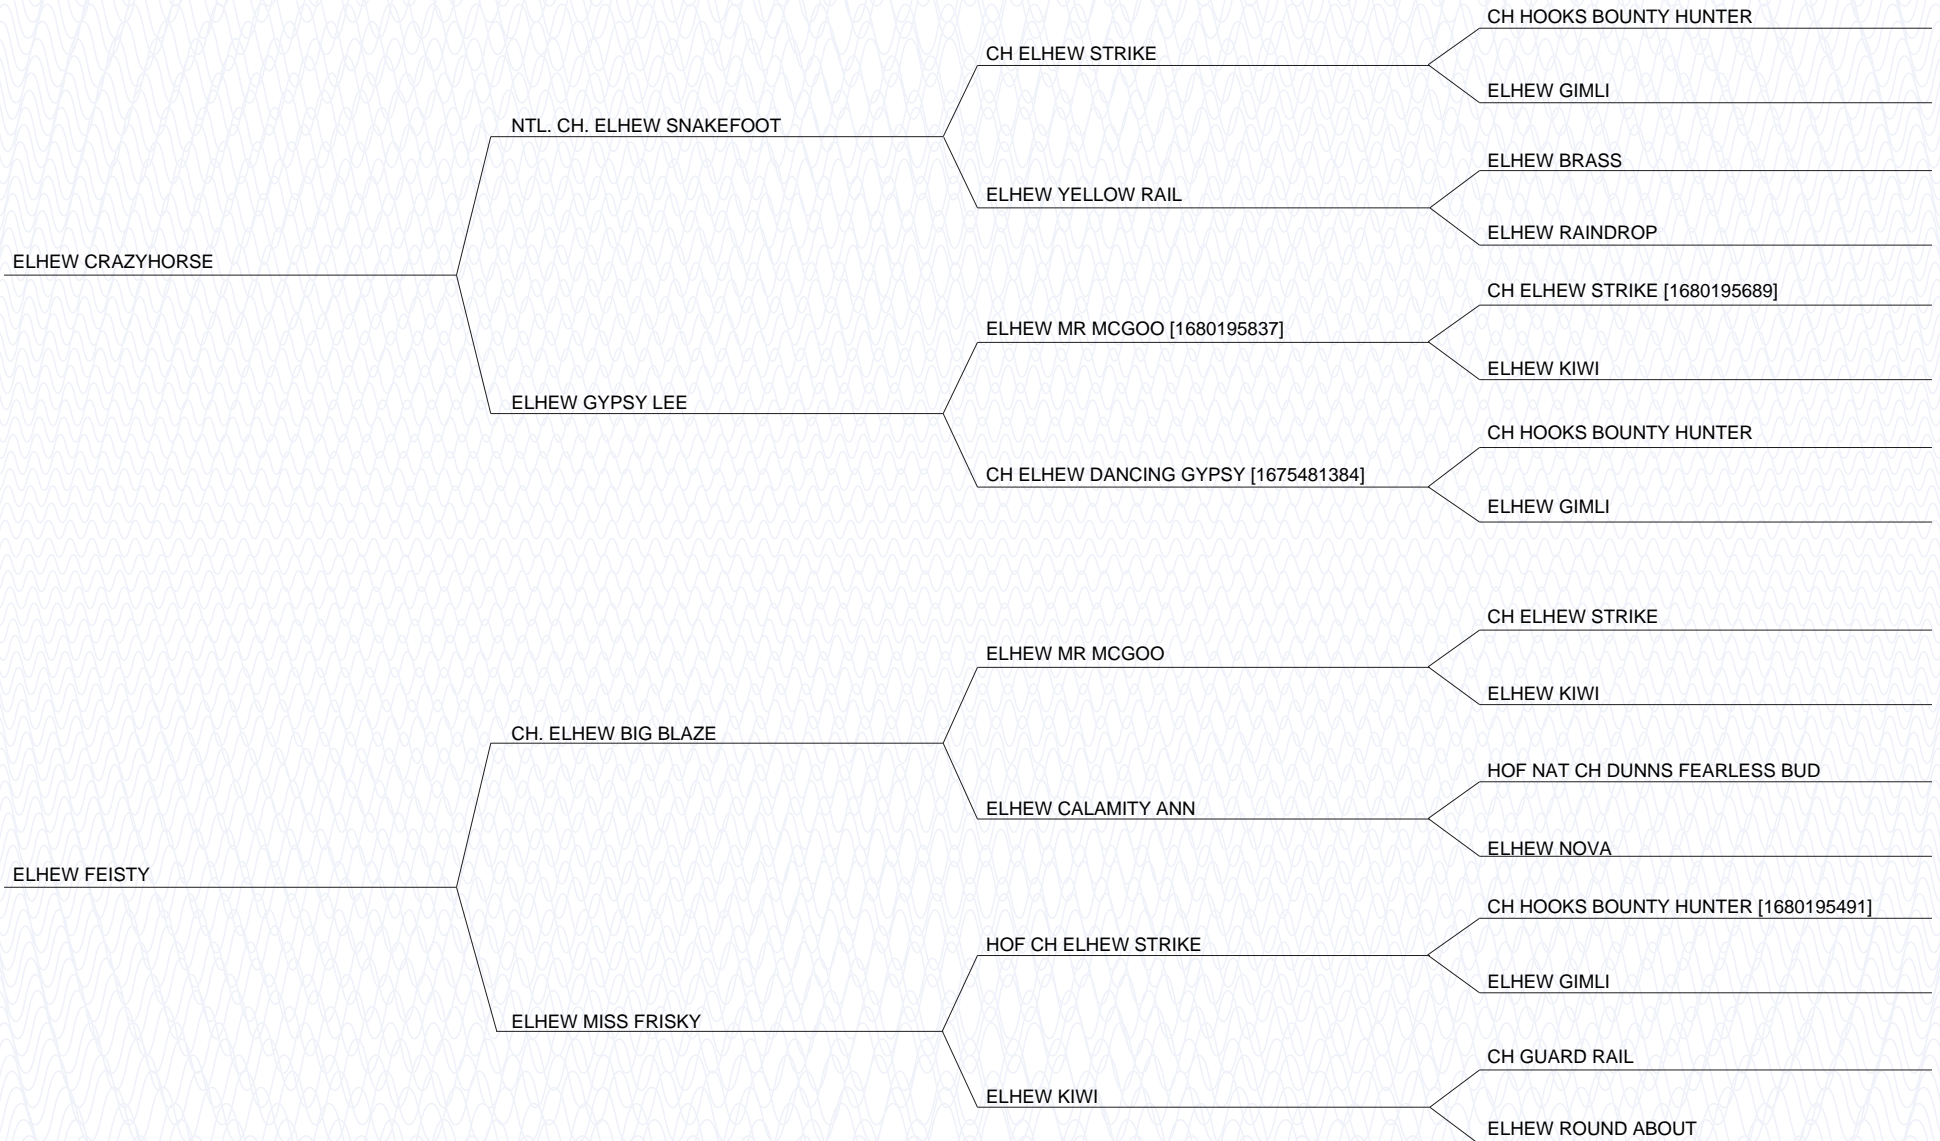 CH HOOKS BOUNTY HUNTER
CH ELHEW STRIKE
ELHEW GIMLI
NTL. CH. ELHEW SNAKEFOOT
ELHEW BRASS
ELHEW YELLOW RAIL
ELHEW RAINDROP
ELHEW CRAZYHORSE
CH ELHEW STRIKE [1680195689]
ELHEW MR MCGOO [1680195837]
ELHEW KIWI
ELHEW GYPSY LEE
CH HOOKS BOUNTY HUNTER
CH ELHEW DANCING GYPSY [1675481384]
ELHEW GIMLI
CH ELHEW STRIKE
ELHEW MR MCGOO
ELHEW KIWI
CH. ELHEW BIG BLAZE
HOF NAT CH DUNNS FEARLESS BUD
ELHEW CALAMITY ANN
ELHEW NOVA
ELHEW FEISTY
CH HOOKS BOUNTY HUNTER [1680195491]
HOF CH ELHEW STRIKE
ELHEW GIMLI
ELHEW MISS FRISKY
CH GUARD RAIL
ELHEW KIWI
ELHEW ROUND ABOUT